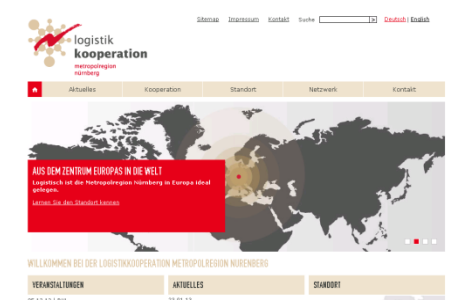 Sitemap Impressum Kontakt Suche Deutsch | English
logistik
kooperation
metropolregion
nürnberg
Aktuelles Kooperation Standort Netzwerk Kontakt
AUS DEM ZENTRUM EUROPAS IN DIE WELT
Logistisch ist die Metropolregion Nürnberg in Europa ideal
gelegen.
Lernen Sie den Standort kennen
WILLKOMMEN BEI DER LOGISTIKKOOPERATION METROPOLREGION NÜRENBERG
VERANSTALTUNGEN AKTUELLES STANDORT